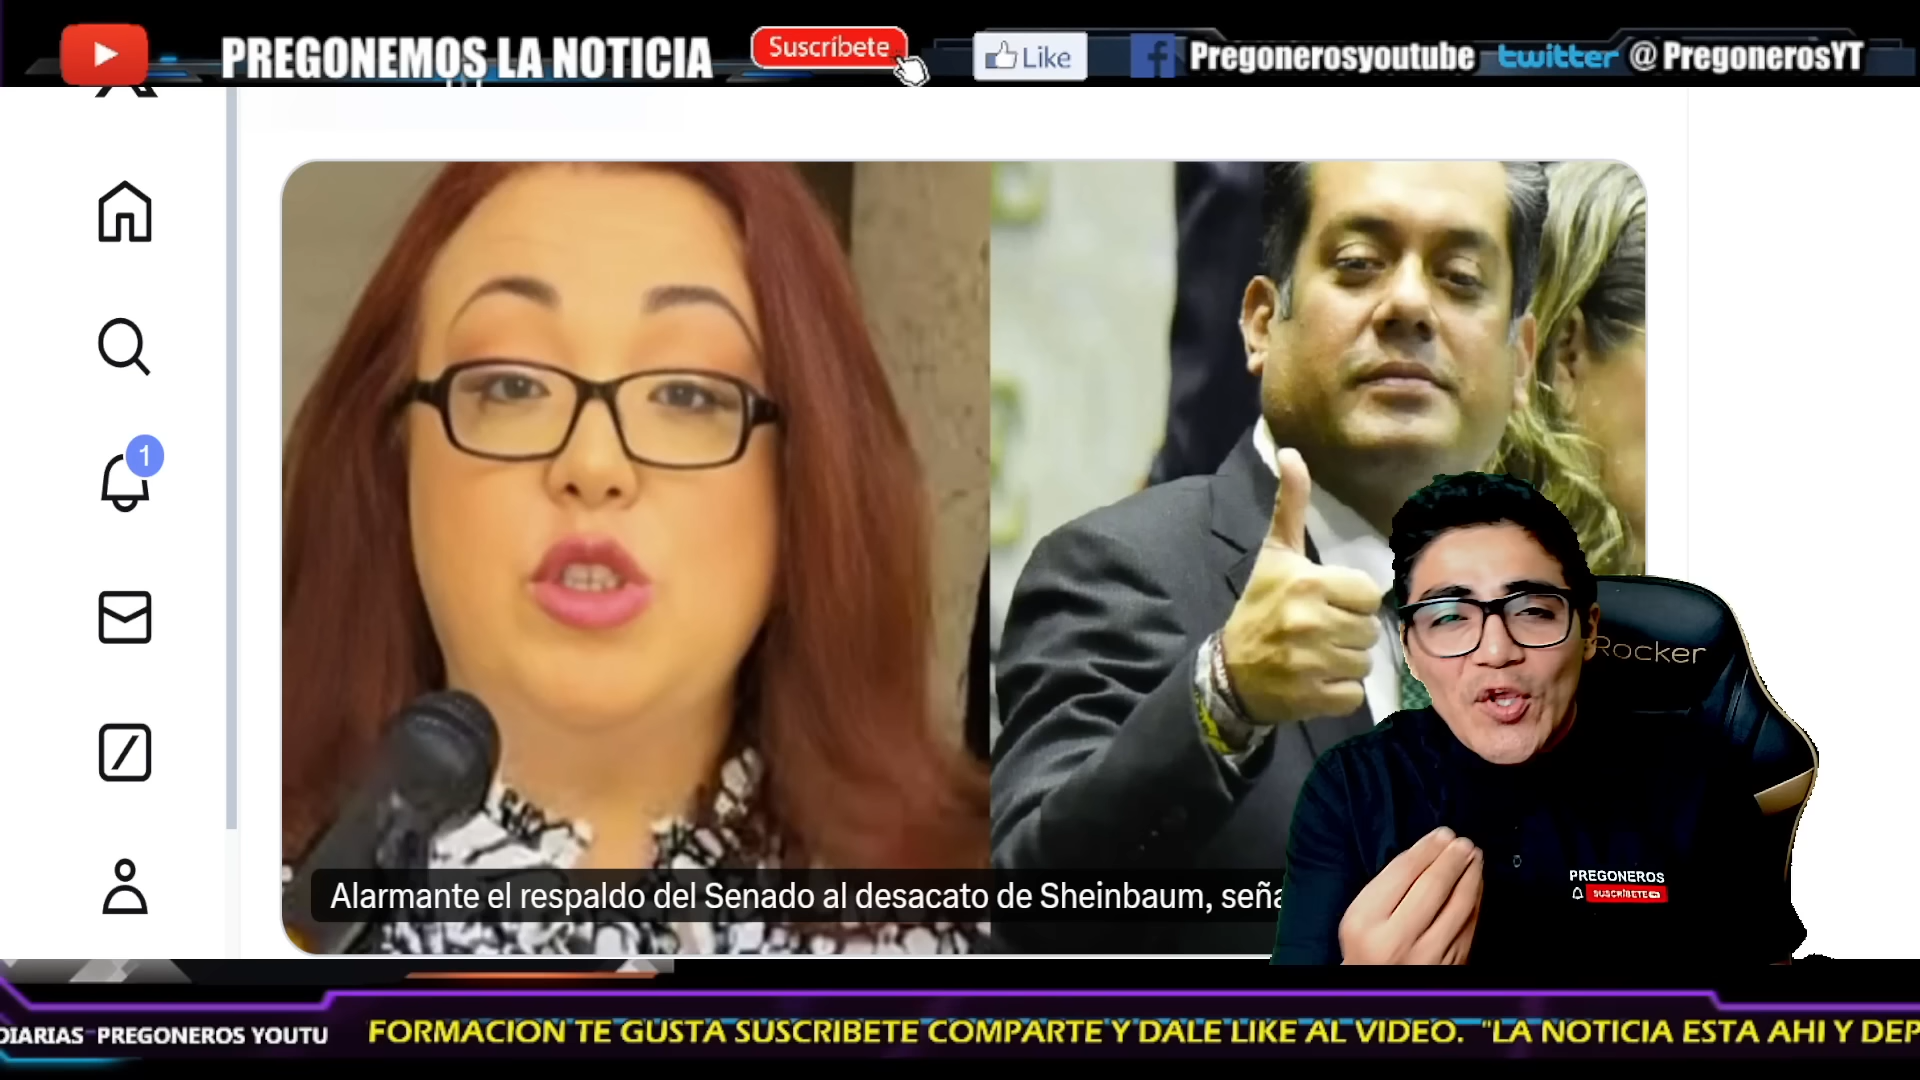 PREGONEMOS LA NOTICIA
Suscríbete
Like
Pregonerosyoutube
twitter @PregonerosYT
1
Rocker
Alarmante el respaldo del Senado al desacato de Sheinbaum, seña
PREGONEROS
SUSCRÍBETE
DIARIAS PREGONEROS YOUTU
FORMACION TE GUSTA SUSCRIBETE COMPARTE Y DALE LIKE AL VIDEO. "LA NOTICIA ESTA AHI Y DEP